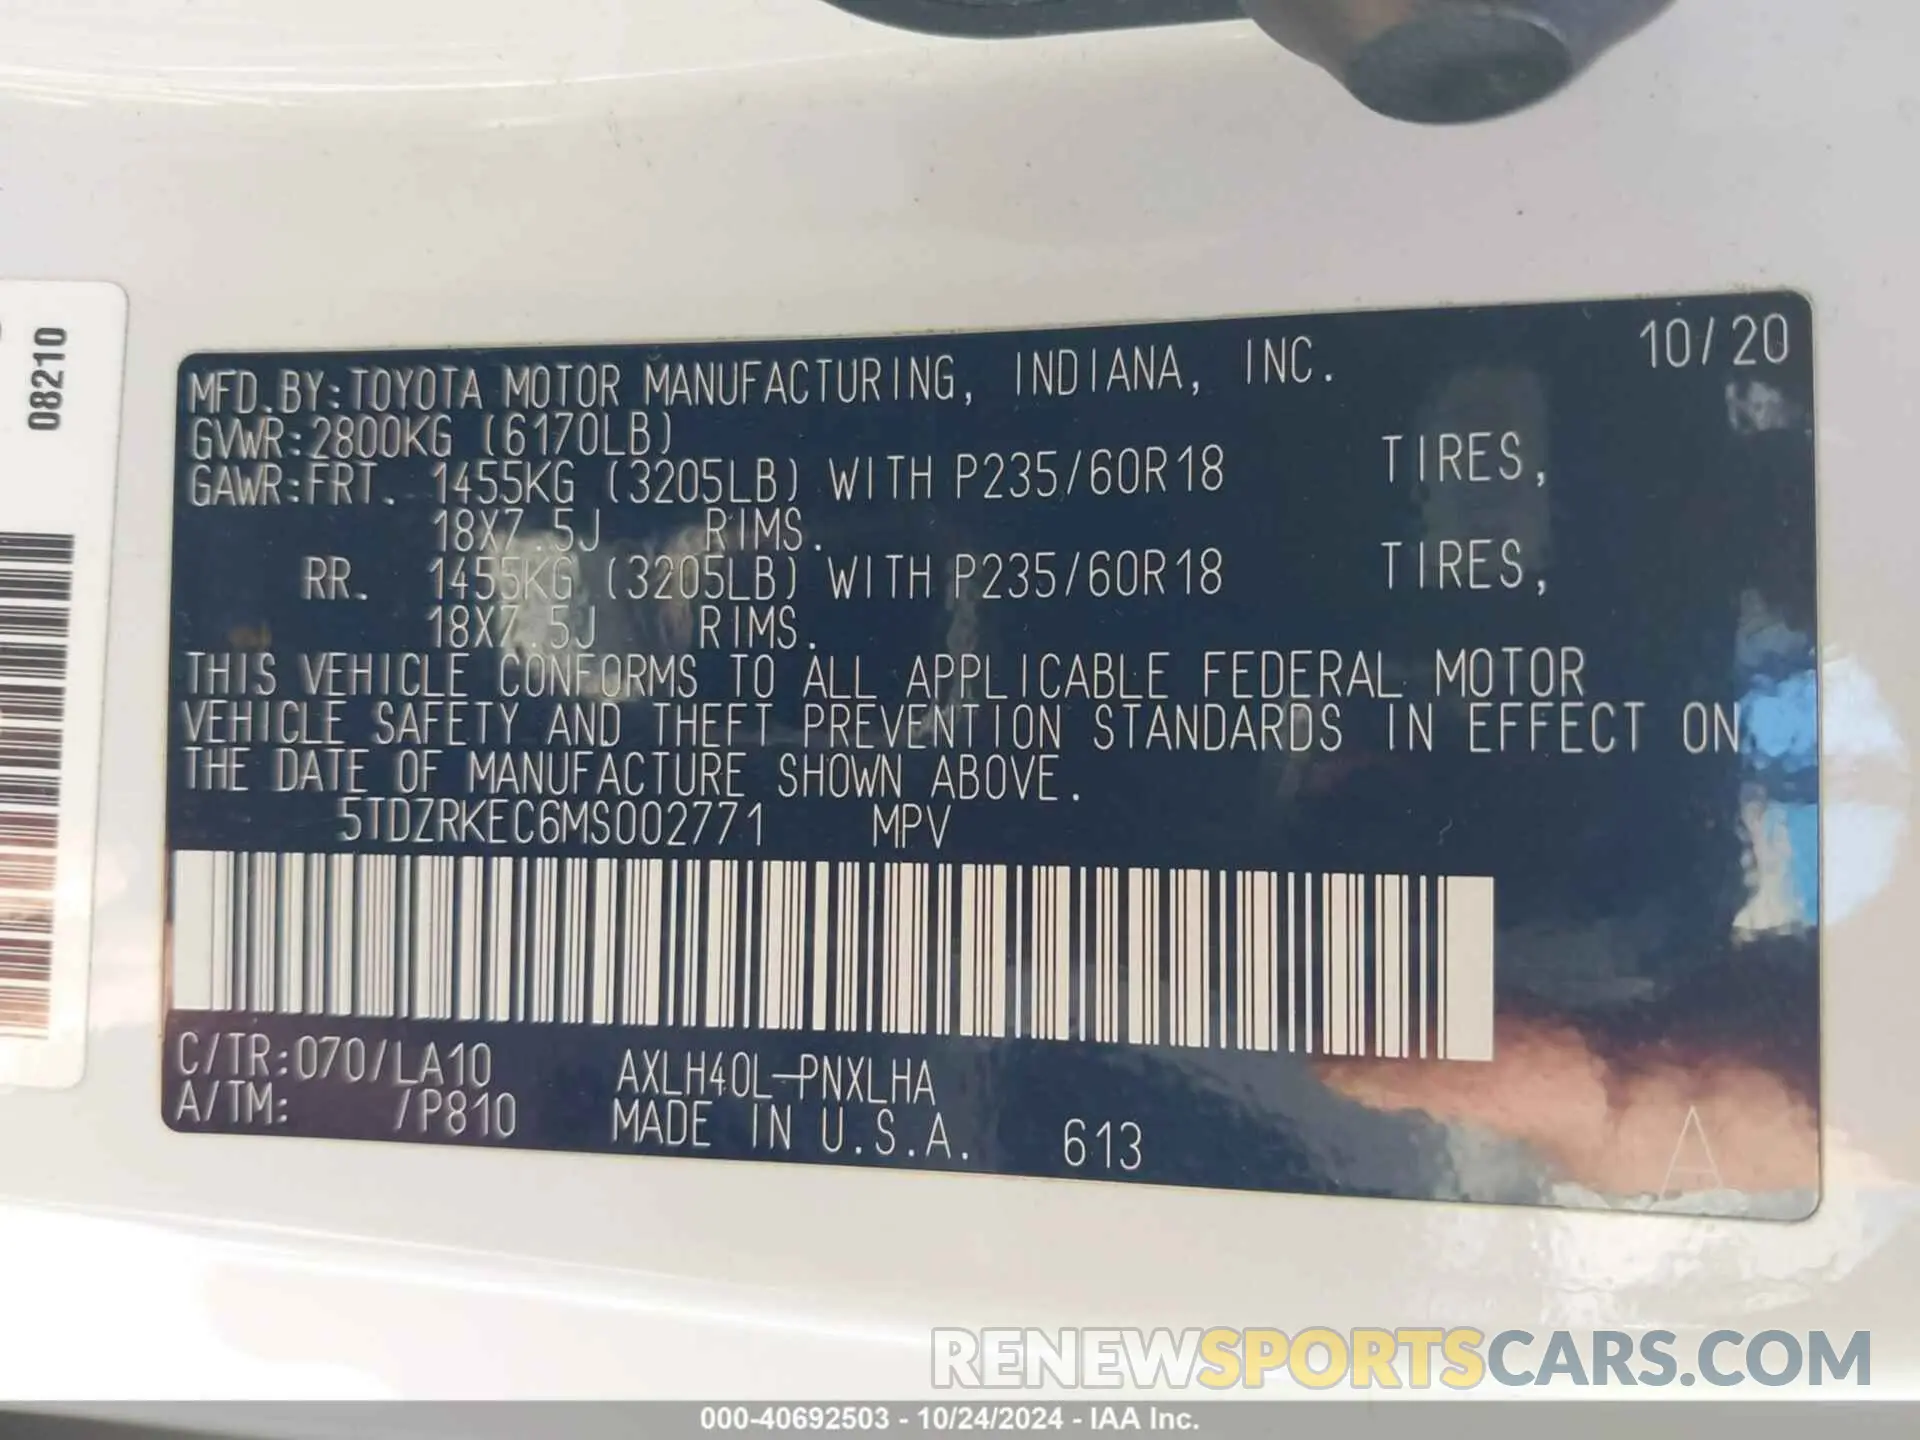 08210
MFD. BY: TOYOTA MOTOR MANUFACTURING, INDIANA, INC. 10/20
GVWR: 2800KG (6170LB)
GAWR: FRT. 1455KG (3205LB) WITH P235/60R18 TIRES,
18X7.5J RIMS.
RR. 1455KG (3205LB) WITH P235/60R18 TIRES,
18X7.5J RIMS.
THIS VEHICLE CONFORMS TO ALL APPLICABLE FEDERAL MOTOR
VEHICLE SAFETY AND THEFT PREVENTION STANDARDS IN EFFECT ON
THE DATE OF MANUFACTURE SHOWN ABOVE.
5TDZRKEC6MS002771 MPV
C/TR: 070/LA10 AXLH40L-PNXLHA
A/TM: /P810 MADE IN U.S.A. 613
A
RENEWSPORTSCARS.COM
000-40692503 - 10/24/2024 - IAA Inc.